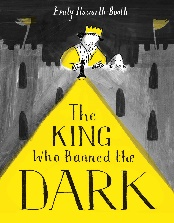 Emily Haworth-Booth
The
KING
Who Banned the
DARK